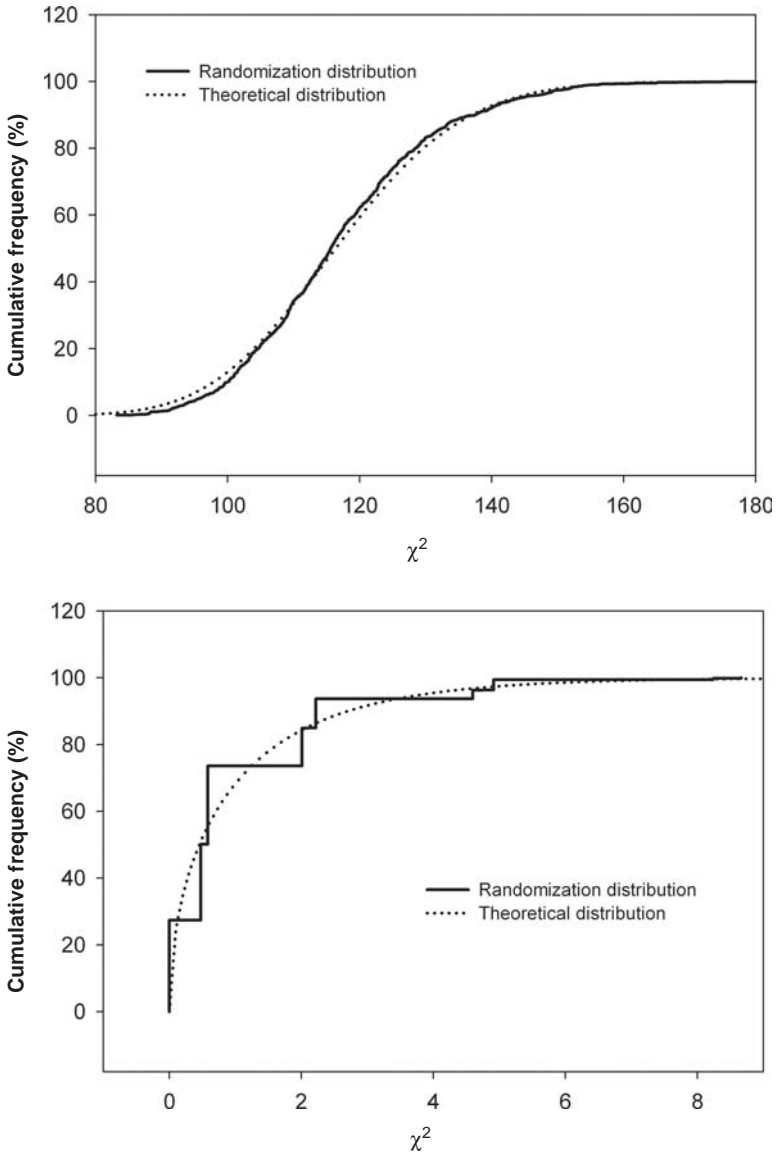 120
100
80
60
40
20
0
Cumulative frequency (%)
Randomization distribution
Theoretical distribution
80 100 120 140 160 180
χ²
120
100
80
60
40
20
0
Cumulative frequency (%)
Randomization distribution
Theoretical distribution
0 2 4 6 8
χ²